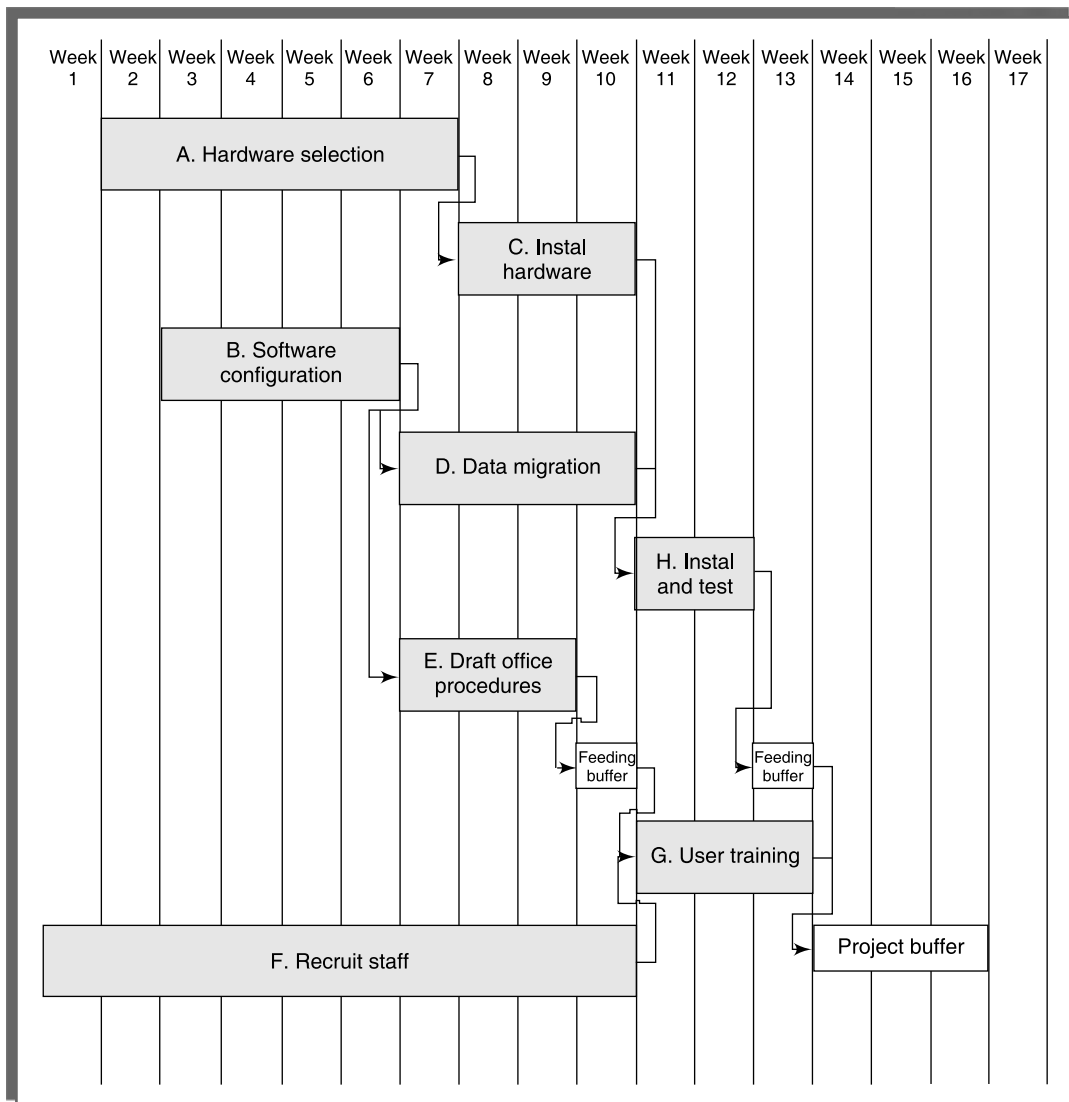 Week Week Week Week Week Week Week Week Week Week Week Week Week Week Week Week Week
1 2 3 4 5 6 7 8 9 10 11 12 13 14 15 16 17
A. Hardware selection
C. Instal
hardware
B. Software
configuration
D. Data migration
H. Instal
and test
E. Draft office
procedures
Feeding
buffer
Feeding
buffer
G. User training
Project buffer
F. Recruit staff